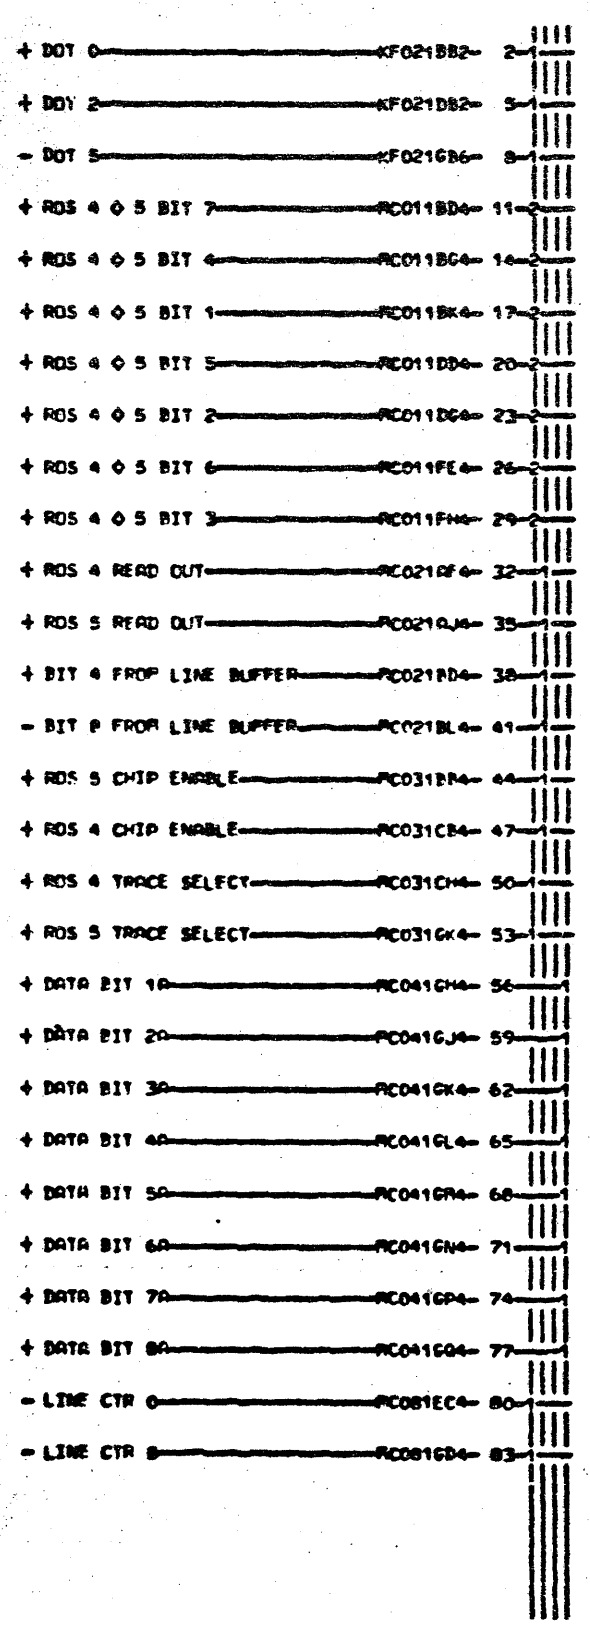 + DOT 0 KF021BB2- 2-1
+ DOT 2 KF021DB2- 5-1
- DOT 5 KF021GB6- 8-1
+ ROS 4 ◇ 5 BIT 7 RC011BD4- 11-2
+ ROS 4 ◇ 5 BIT 4 RC011BG4- 14-2
+ ROS 4 ◇ 5 BIT 1 RC011BK4- 17-2
+ ROS 4 ◇ 5 BIT 5 RC011DD4- 20-2
+ ROS 4 ◇ 5 BIT 2 RC011DG4- 23-2
+ ROS 4 ◇ 5 BIT 6 RC011FE4- 26-2
+ ROS 4 ◇ 5 BIT 3 RC011FH4- 29-2
+ ROS 4 READ OUT 32-1
+ ROS 5 READ OUT RC021AJ4- 35-1
+ BIT 4 FROM LINE BUFFER RC021BD4- 38-1
- BIT FROM LINE BUFFER RC021BL4- 41-1
+ ROS 5 CHIP ENABLE RC031BB4- 44-1
+ ROS 4 CHIP ENABLE RC031CB4- 47-1
+ ROS 4 TRACE SELECT RC031CH4- 50-1
+ ROS 5 TRACE SELECT RC031GK4- 53-1
+ DATA BIT 1A RC041GH4- 56-1
+ DATA BIT 2A RC041GJ4- 59-1
+ DATA BIT 3A RC041GK4- 62-1
+ DATA BIT 4A RC041GL4- 65-1
+ DATA BIT 5A RC041GM4- 68-1
+ DATA BIT 6A RC041GN4- 71-1
+ DATA BIT 7A RC041GP4- 74-1
+ DATA BIT 8A RC041GQ4- 77-1
- LINE CTR 0 RC081EC4- 80-1
- LINE CTR 8 RC081GD4- 83-1